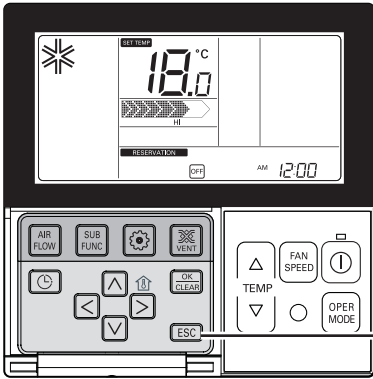 SET TEMP
18.0 °C
HI
RESERVATION
OFF
AM 12:00
AIR FLOW
SUB FUNC
VENT
OK CLEAR
ESC
TEMP
FAN SPEED
OPER MODE